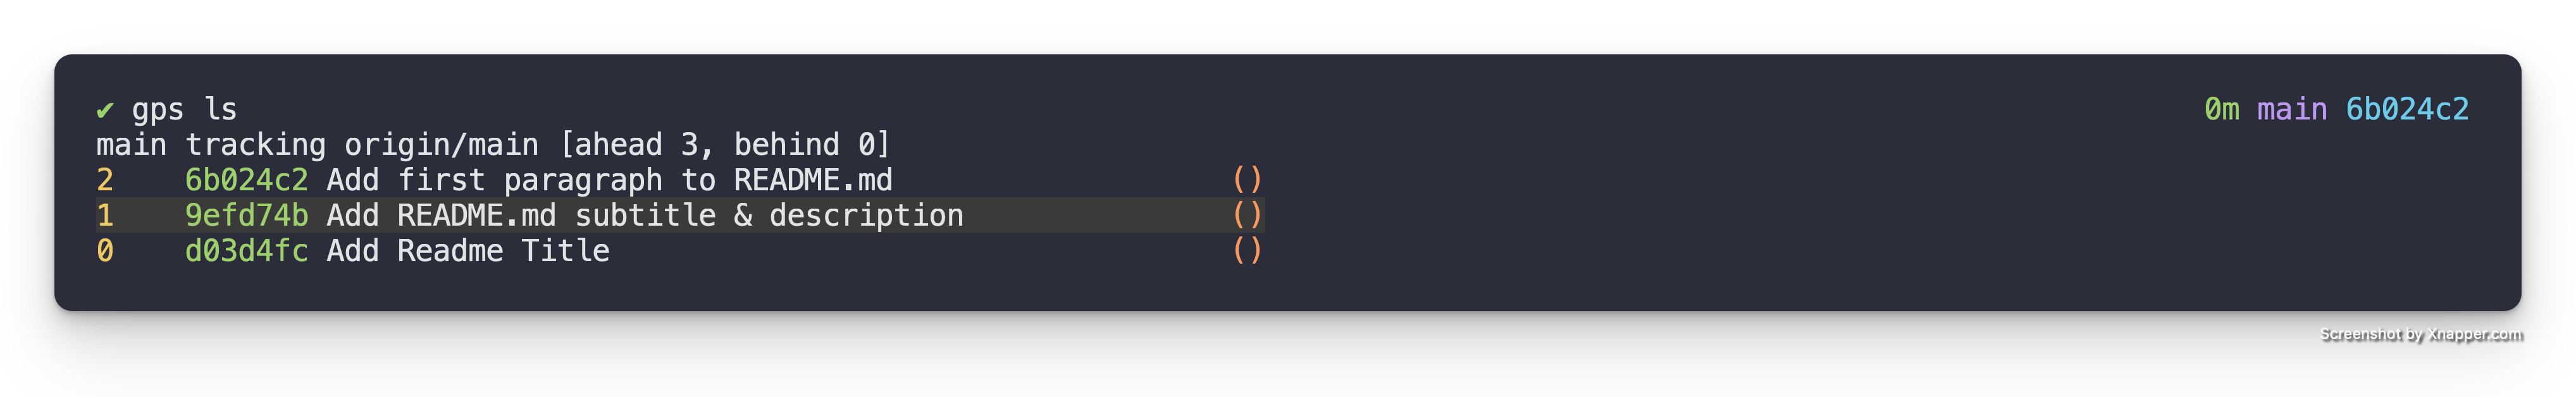 ✔ gps ls 0m main 6b024c2
main tracking origin/main [ahead 3, behind 0]
2 6b024c2 Add first paragraph to README.md ()
1 9efd74b Add README.md subtitle & description ()
0 d03d4fc Add Readme Title ()
Screenshot by Xnapper.com